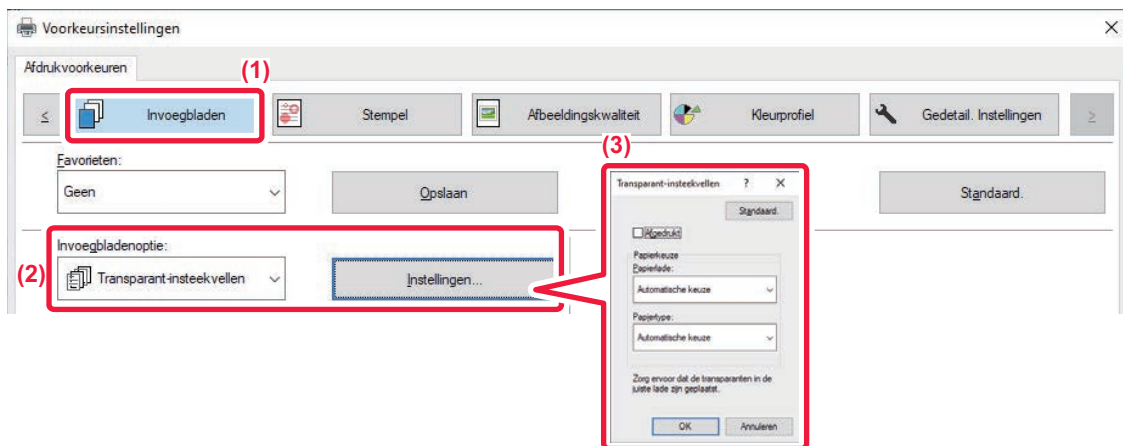 Voorkeursinstellingen
Afdrukvoorkeuren
(1)
< Invoegbladen Stempel Afbeeldingskwaliteit Kleurprofiel Gedetail. Instellingen >
(3)
Favorieten:
Geen Opslaan Standaard.
(2)
Invoegbladenoptie:
Transparant-insteekvellen Instellingen...
Transparant-insteekvellen ? X
Standaard.
Afgedrukt
Papierkeuze
Papierlade:
Automatische keuze
Papiertype:
Automatische keuze
Zorg ervoor dat de transparanten in de
juiste lade zijn geplaatst.
OK Annuleren